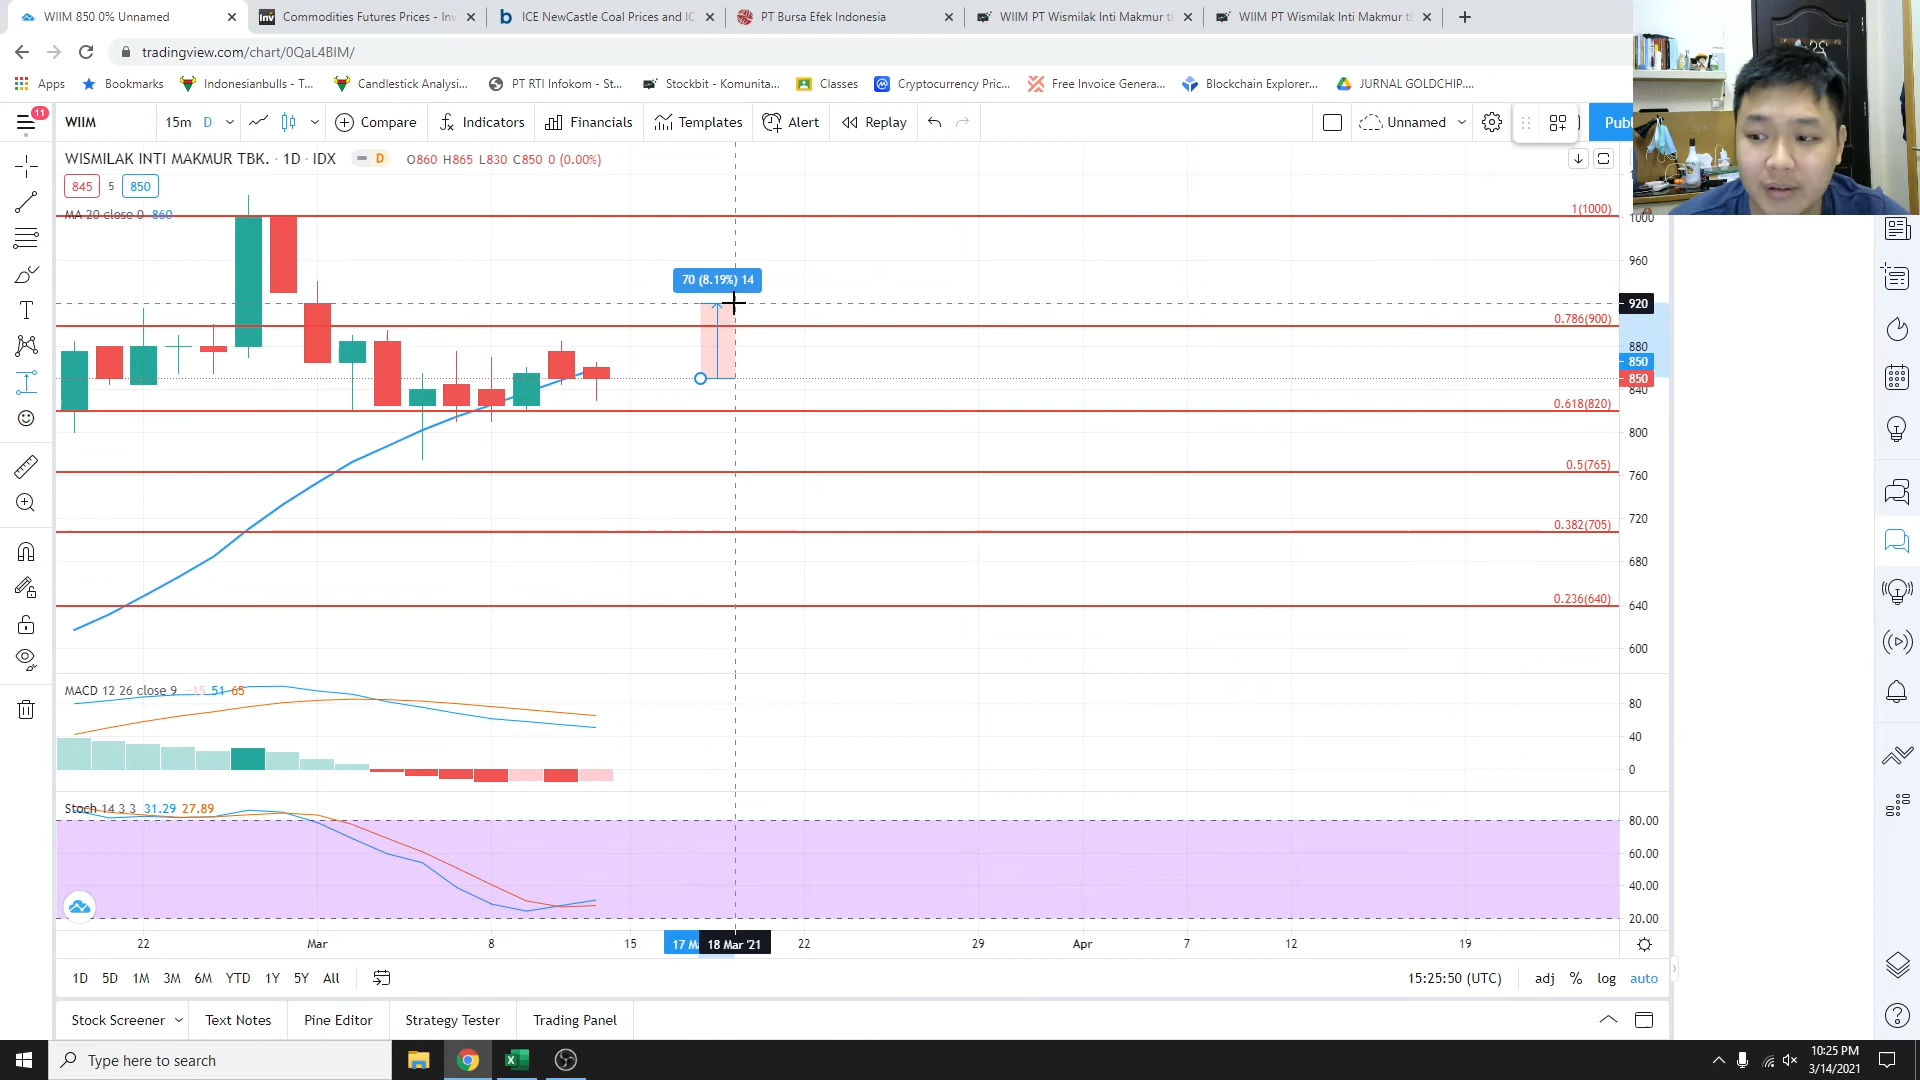 WIIM 850 0% Unnamed
Commodities Futures Prices - Inv
ICE NewCastle Coal Prices and IC
PT Bursa Efek Indonesia
WIIM PT Wismilak Inti Makmur tl
WIIM PT Wismilak Inti Makmur tl
tradingview.com/chart/0QaL4BIM/
Apps
Bookmarks
Indonesianbulls - T...
Candlestick Analysi...
PT RTI Infokom - St...
Stockbit - Komunita...
Classes
Cryptocurrency Pric...
Free Invoice Genera...
Blockchain Explorer...
JURNAL GOLDCHIP....
11
WIIM
15m
D
Compare
Indicators
Financials
Templates
Alert
Replay
Unnamed
Publ
WISMILAK INTI MAKMUR TBK. · 1D · IDX
D
O860 H865 L830 C850 0 (0.00%)
845
5
850
MA 20 close 0 860
1(1000)
1000
960
70 (8.19%) 14
920
0.786(900)
880
850
850
840
0.618(820)
800
0.5(765)
760
0.382(705)
720
680
0.236(640)
640
600
MACD 12 26 close 9 −15 51 65
80
40
0
Stoch 14 3 3 31.29 27.89
80.00
60.00
40.00
20.00
22
Mar
8
15
17 M
18 Mar '21
22
29
Apr
7
12
19
1D
5D
1M
3M
6M
YTD
1Y
5Y
All
15:25:50 (UTC)
adj
%
log
auto
Stock Screener
Text Notes
Pine Editor
Strategy Tester
Trading Panel
Type here to search
10:25 PM
3/14/2021